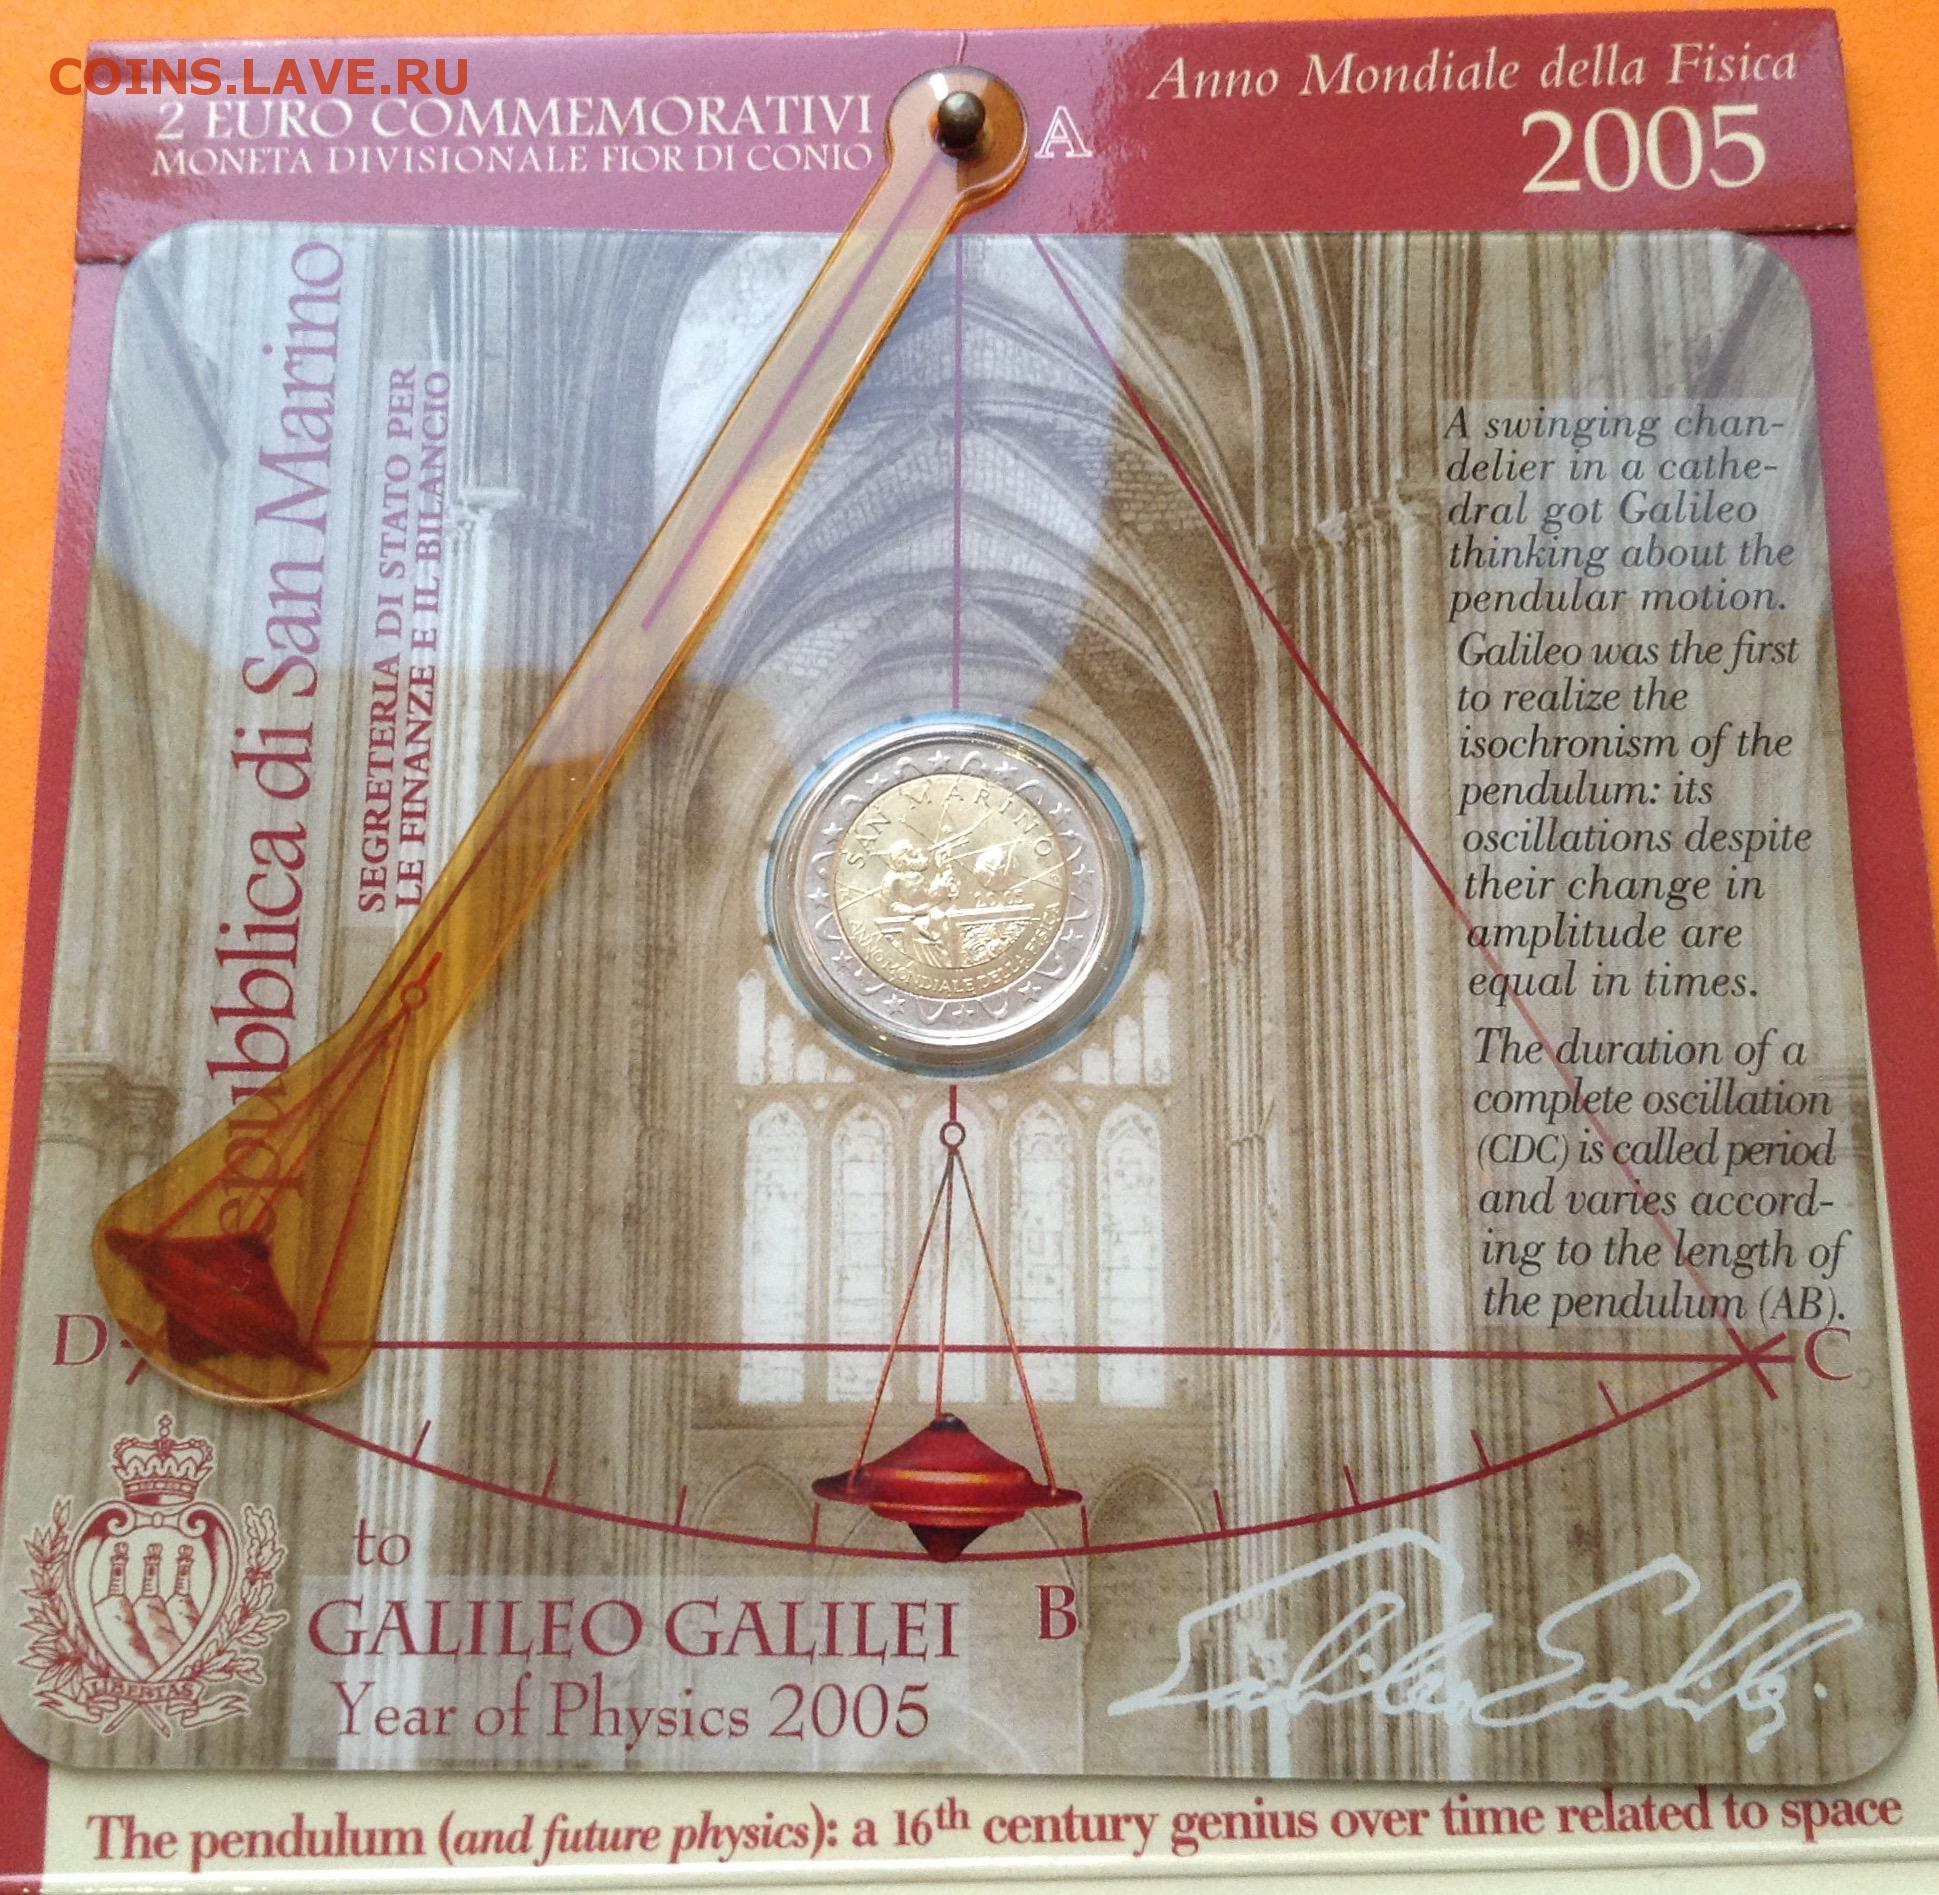 COINS.LAVE.RU
2 EURO COMMEMORATIVI
MONETA DIVISIONALE FIOR DI CONIO
A
Anno Mondiale della Fisica
2005
epubblica di San Marino
SEGRETERIA DI STATO PER
LE FINANZE E IL BILANCIO
A swinging chan-
delier in a cathe-
dral got Galileo
thinking about the
pendular motion.
Galileo was the first
to realize the
isochronism of the
pendulum: its
oscillations despite
their change in
amplitude are
equal in times.
The duration of a
complete oscillation
(CDC) is called period
and varies accord-
ing to the length of
the pendulum (AB).
SAN MARINO
2005
ANNO MONDIALE DELLA FISICA
D
C
B
LIBERTAS
to
GALILEO GALILEI
Year of Physics 2005
The pendulum (and future physics): a 16th century genius over time related to space